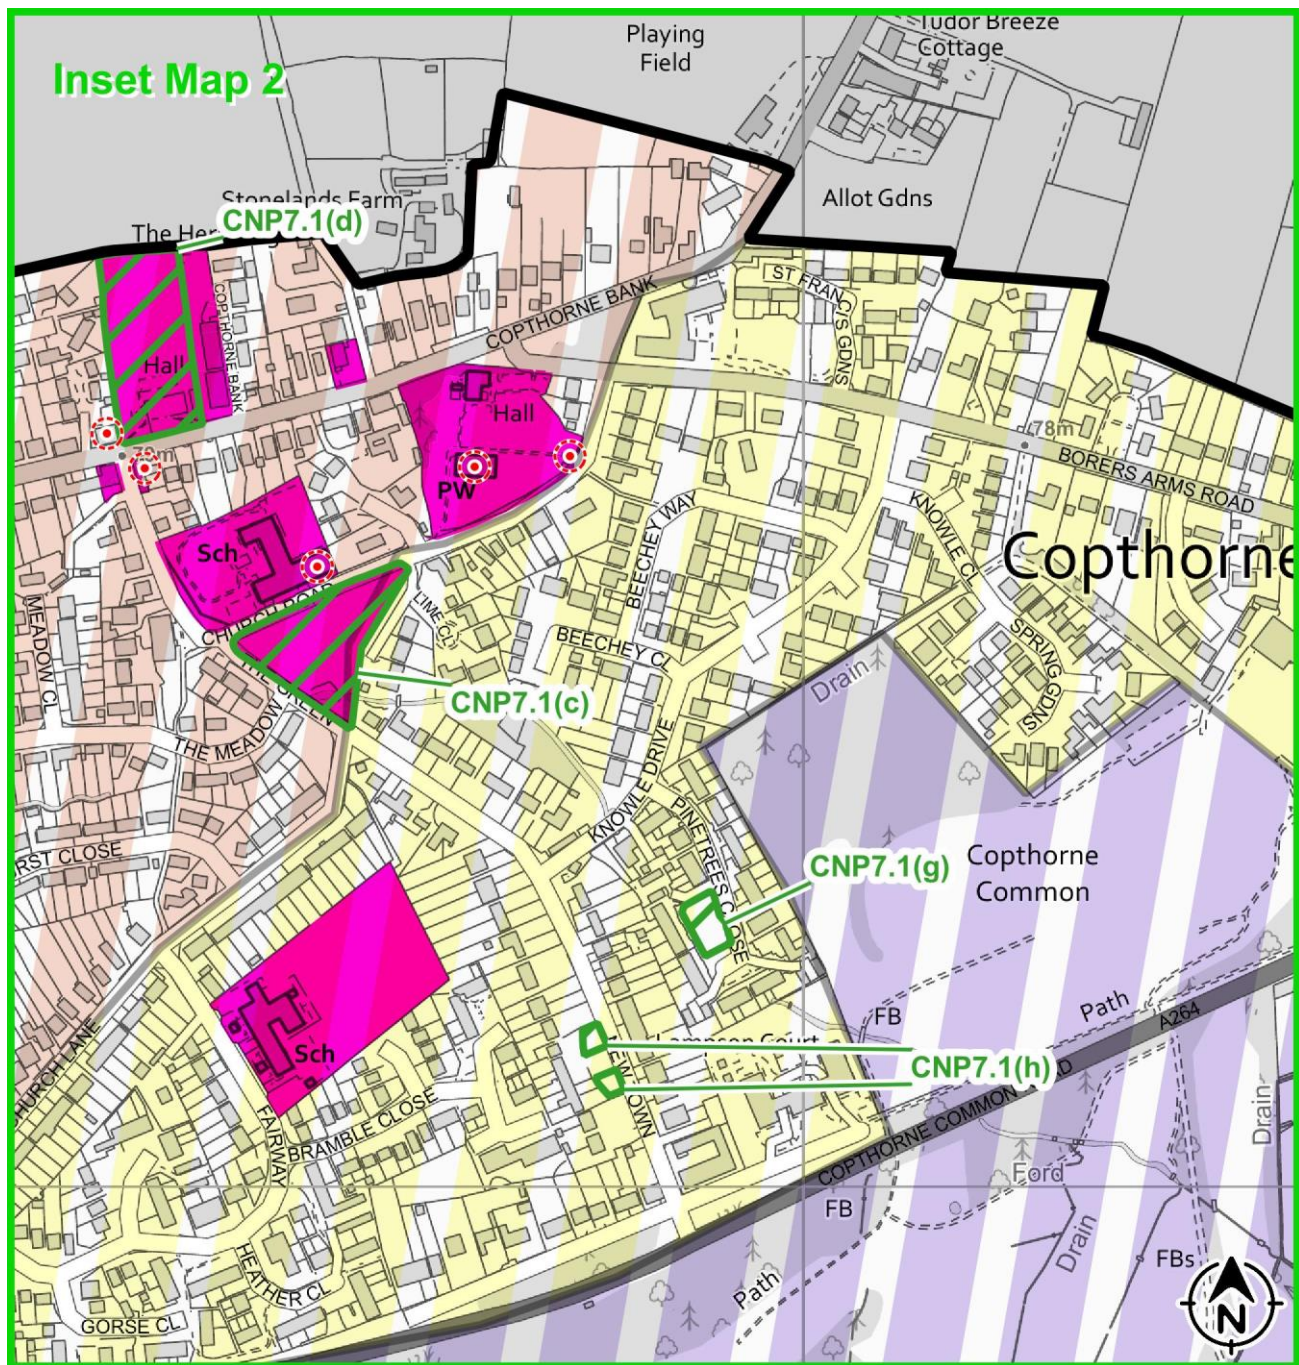 Inset Map 2
Playing
Field
Tudor Breeze
Cottage
Stonelands Farm
Allot Gdns
The Her
CNP7.1(d)
COPTHORNE BANK
COPTHORNE BANK
ST FRANCIS GDNS
Hall
Hall
78m
BORERS ARMS ROAD
PW
Sch
KNOWLE CL
Copthorne
BEECHEY WAY
MEADOW CL
CHURCH ROAD
LIME CL
BEECHEY CL
SPRING GDNS
Drain
THE GREEN
CNP7.1(c)
THE MEADOW
KNOWLE DRIVE
PINETREES CLOSE
RST CLOSE
CNP7.1(g)
Copthorne
Common
Path
A264
FB
Sch
CHURCH LANE
CNP7.1(h)
FAIRWAY
BRAMBLE CLOSE
COPTHORNE COMMON
Drain
Ford
FB
Drain
FBs
HEATHER CL
Path
GORSE CL
N